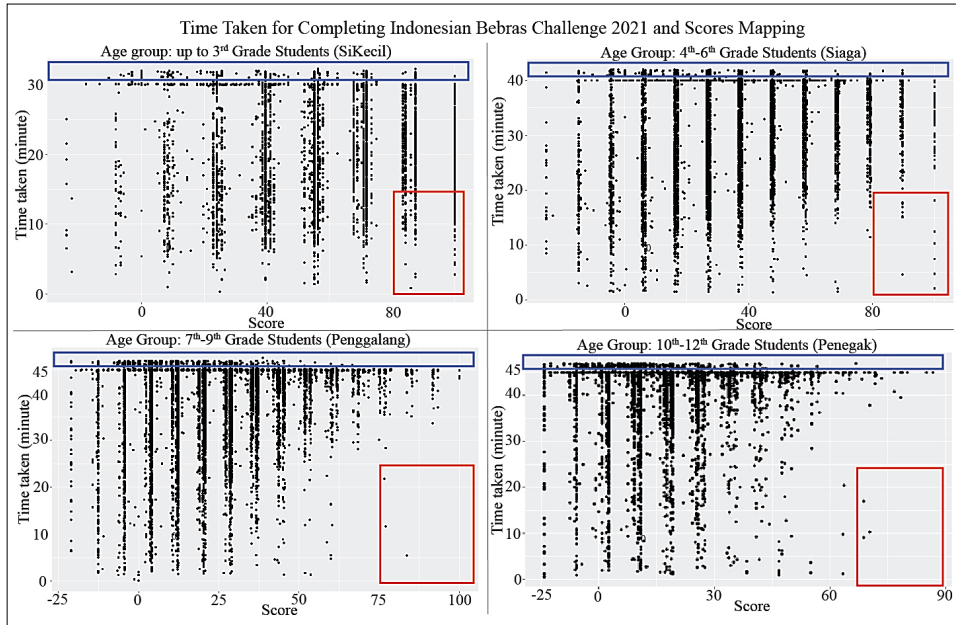 Time Taken for Completing Indonesian Bebras Challenge 2021 and Scores Mapping
Age group: up to 3rd Grade Students (SiKecil)
30
20
10
0
Time taken (minute)
0
40
80
Score
Age Group: 4th-6th Grade Students (Siaga)
40
30
20
10
0
Time taken (minute)
0
40
80
Score
Age Group: 7th-9th Grade Students (Penggalang)
45
40
30
20
10
0
Time taken (minute)
-25
0
25
50
75
100
Score
Age Group: 10th-12th Grade Students (Penegak)
45
40
30
20
10
0
Time taken (minute)
-25
0
30
60
90
Score